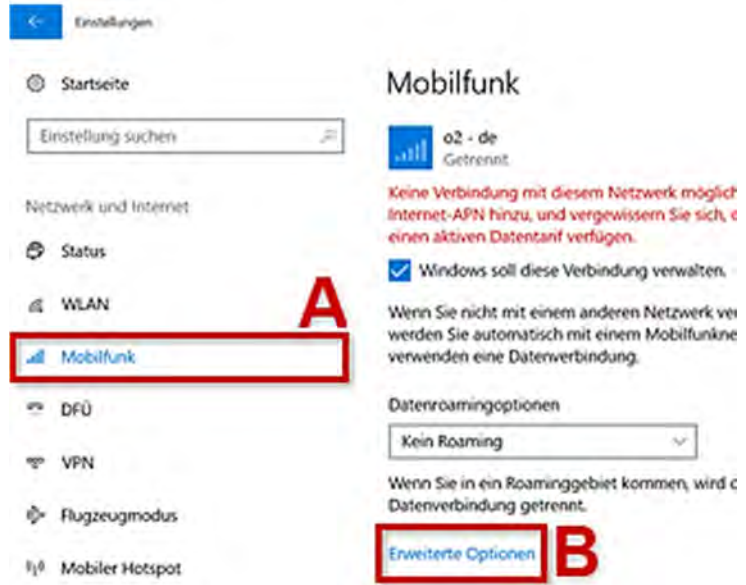 Einstellungen
Startseite
Einstellung suchen
Netzwerk und Internet
Status
WLAN
A
Mobilfunk
DFÜ
VPN
Flugzeugmodus
Mobiler Hotspot
Mobilfunk
o2 - de
Getrennt
Keine Verbindung mit diesem Netzwerk möglich
Internet-APN hinzu, und vergewissern Sie sich,
einen aktiven Datentarif verfügen.
Windows soll diese Verbindung verwalten.
Wenn Sie nicht mit einem anderen Netzwerk ver
werden Sie automatisch mit einem Mobilfunkne
verwenden eine Datenverbindung.
Datenroamingoptionen
Kein Roaming
Wenn Sie in ein Roaminggebiet kommen, wird
Datenverbindung getrennt.
Erweiterte Optionen
B